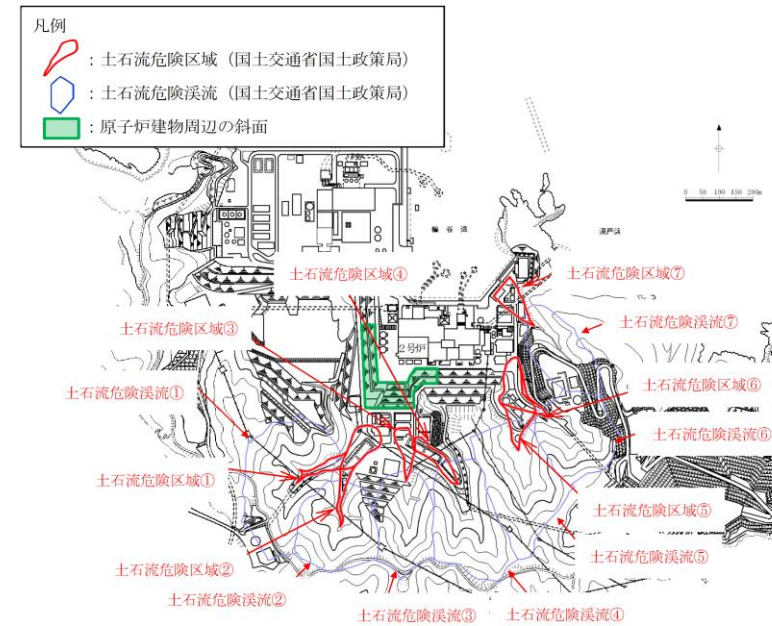 凡例
：土石流危険区域（国土交通省国土政策局）
：土石流危険渓流（国土交通省国土政策局）
：原子炉建物周辺の斜面
0 50 100 150 200m
輪谷湾
土石流危険区域④
土石流危険区域⑦
土石流危険区域③
土石流危険渓流⑦
2号炉
土石流危険渓流①
土石流危険区域⑥
土石流危険渓流⑥
土石流危険区域①
土石流危険区域⑤
土石流危険渓流⑤
土石流危険区域②
土石流危険渓流②
土石流危険渓流③
土石流危険渓流④